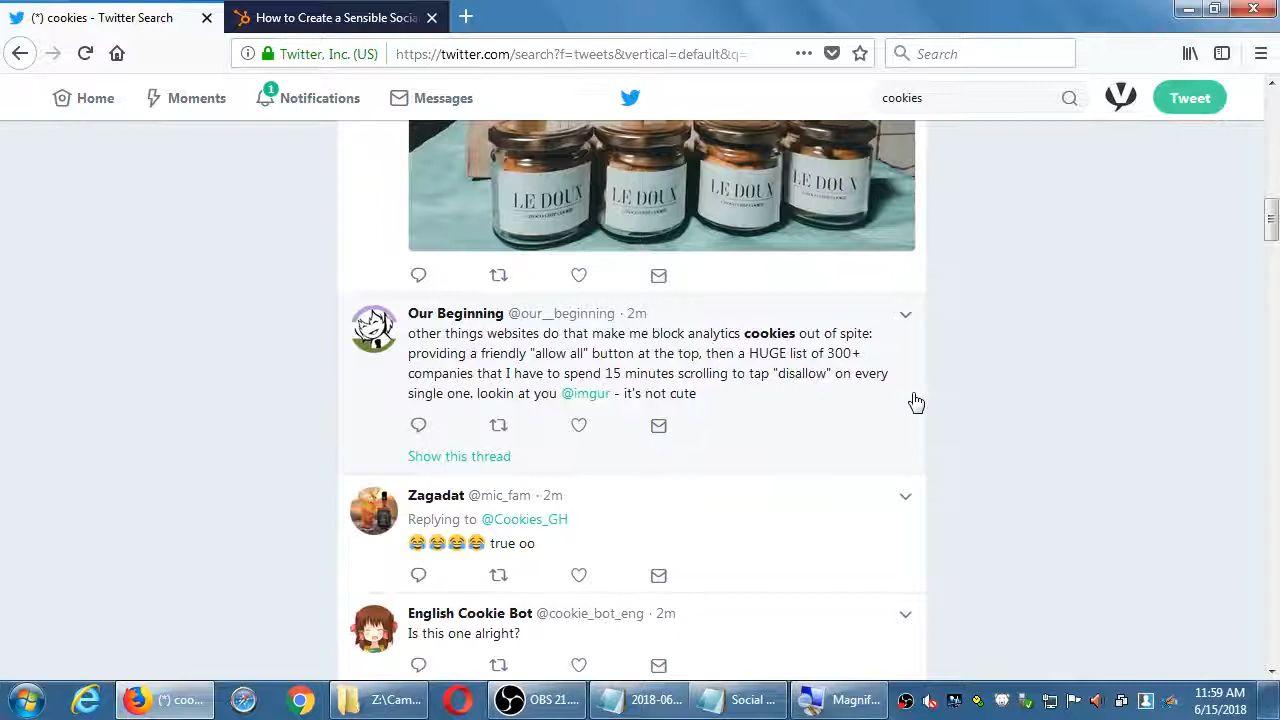 (*) cookies - Twitter Search
How to Create a Sensible Socia
Twitter, Inc. (US)
https://twitter.com/search?f=tweets&vertical=default&q=
Search
Home
Moments
1
Notifications
Messages
cookies
Tweet
LE DOUX LE DOUX LE DOUX LE DOUX
Our Beginning @our__beginning · 2m
other things websites do that make me block analytics cookies out of spite:
providing a friendly "allow all" button at the top, then a HUGE list of 300+
companies that I have to spend 15 minutes scrolling to tap "disallow" on every
single one. lookin at you @imgur - it's not cute
Show this thread
Zagadat @mic_fam · 2m
Replying to @Cookies_GH
😂😂😂😂 true oo
English Cookie Bot @cookie_bot_eng · 2m
Is this one alright?
(*) coo...
Z:\Cam...
OBS 21....
2018-06...
Social ...
Magnif...
11:59 AM
6/15/2018